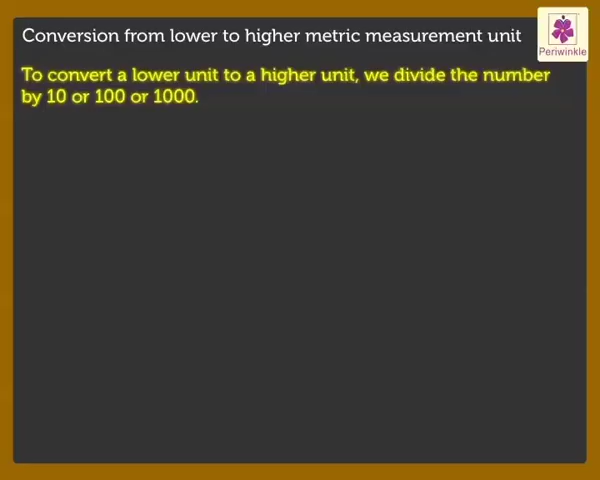 Conversion from lower to higher metric measurement unit
Periwinkle
To convert a lower unit to a higher unit, we divide the number
by 10 or 100 or 1000.